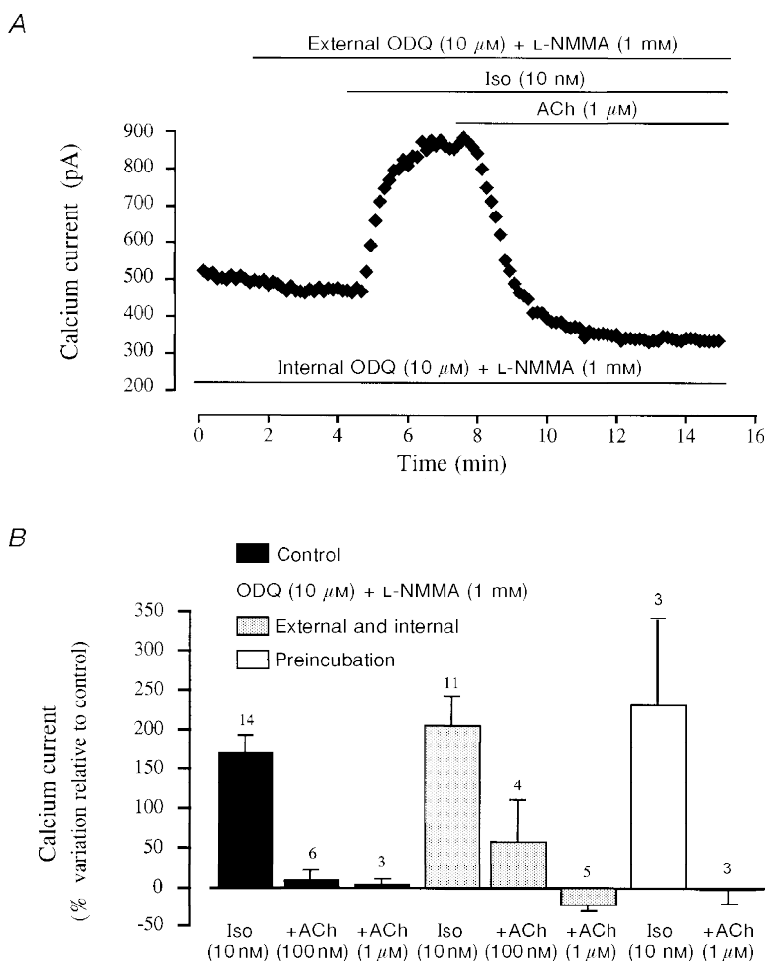 A
External ODQ (10 μM) + L-NMMA (1 mM)
Iso (10 nM)
ACh (1 μM)
Calcium current (pA)
900
800
700
600
500
400
300
200
Internal ODQ (10 μM) + L-NMMA (1 mM)
0 2 4 6 8 10 12 14 16
Time (min)
B
Control
ODQ (10 μM) + L-NMMA (1 mM)
External and internal
Preincubation
Calcium current
(% variation relative to control)
350
300
250
200
150
100
50
0
-50
14 6 3 11 4 5 3 3
Iso +ACh +ACh Iso +ACh +ACh Iso +ACh
(10 nM) (100 nM) (1 μM) (10 nM) (100 nM) (1 μM) (10 nM) (1 μM)